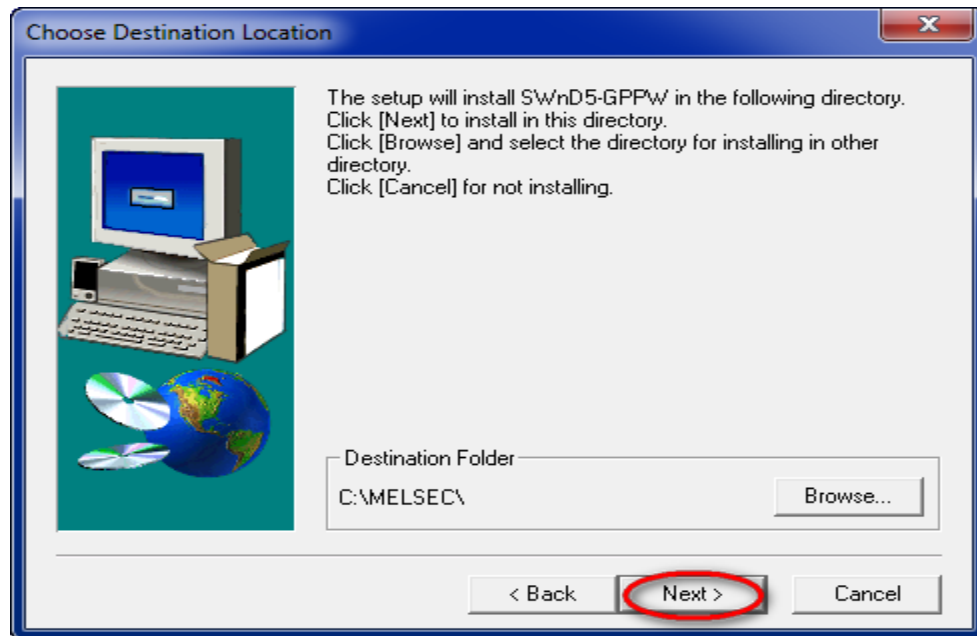 Choose Destination Location
The setup will install SWnD5-GPPW in the following directory.
Click [Next] to install in this directory.
Click [Browse] and select the directory for installing in other
directory.
Click [Cancel] for not installing.
Destination Folder
C:\MELSEC\
Browse...
< Back
Next >
Cancel